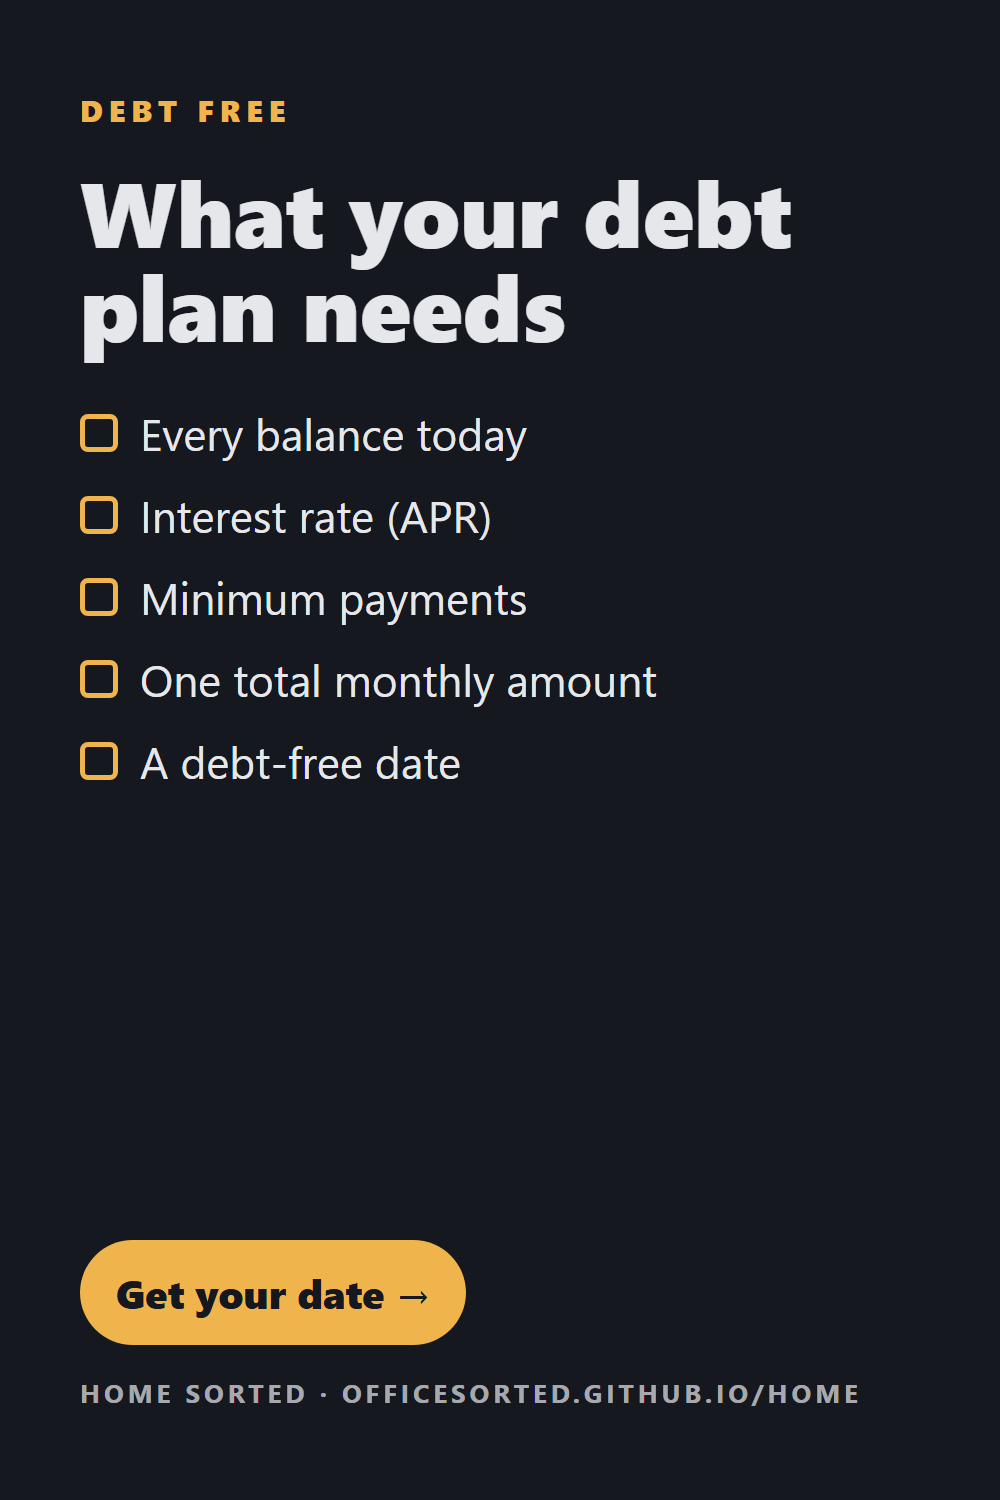 DEBT FREE
What your debt
plan needs
Every balance today
Interest rate (APR)
Minimum payments
One total monthly amount
A debt-free date
Get your date →
HOME SORTED · OFFICESORTED.GITHUB.IO/HOME